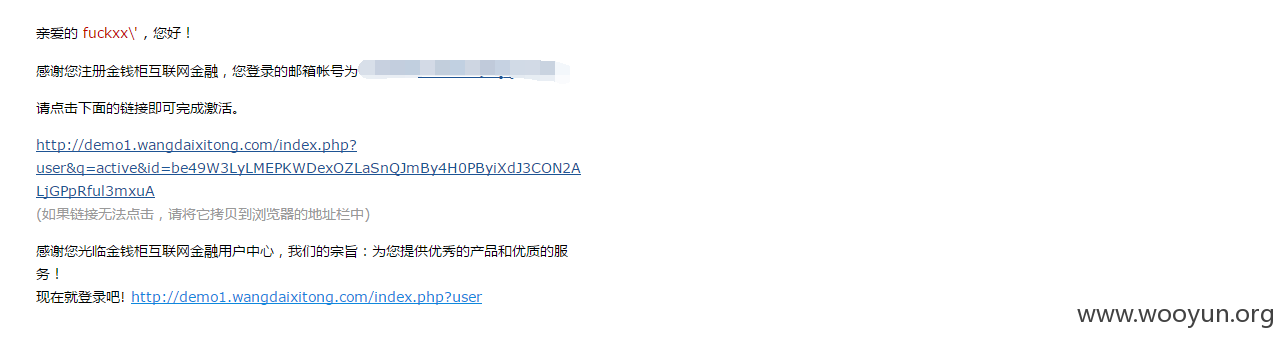 亲爱的 fuckxx\' , 您好！
感谢您注册金钱柜互联网金融，您登录的邮箱帐号为
请点击下面的链接即可完成激活。
http://demo1.wangdaixitong.com/index.php?
user&q=active&id=be49W3LyLMEPKWDexOZLaSnQJmBy4H0PByiXdJ3CON2A
LjGPpRful3mxuA
(如果链接无法点击，请将它拷贝到浏览器的地址栏中)
感谢您光临金钱柜互联网金融用户中心，我们的宗旨：为您提供优秀的产品和优质的服
务！
现在就登录吧! http://demo1.wangdaixitong.com/index.php?user
www.wooyun.org